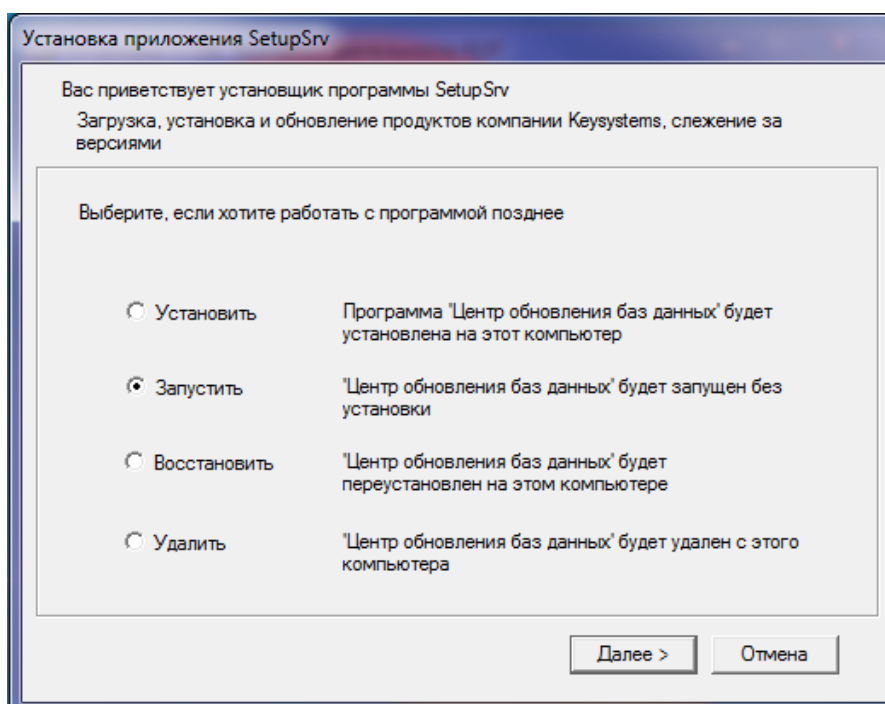 Установка приложения SetupSrv
Вас приветствует установщик программы SetupSrv
Загрузка, установка и обновление продуктов компании Keysystems, слежение за
версиями
Выберите, если хотите работать с программой позднее
Установить
Программа 'Центр обновления баз данных' будет
установлена на этот компьютер
Запустить
'Центр обновления баз данных' будет запущен без
установки
Восстановить
'Центр обновления баз данных' будет
переустановлен на этом компьютере
Удалить
'Центр обновления баз данных' будет удален с этого
компьютера
Далее >
Отмена